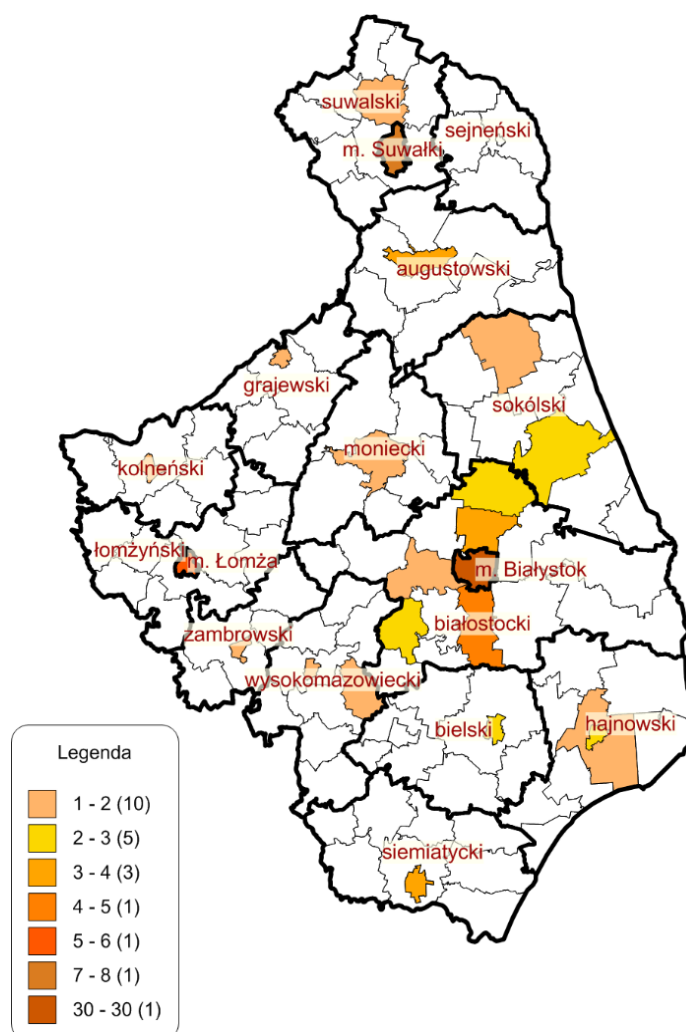 suwalski
sejneński
m. Suwałki
augustowski
grajewski
sokólski
moniecki
kolneński
łomżyński
m. Łomża
m. Białystok
białostocki
zambrowski
wysokomazowiecki
bielski
hajnowski
siemiatycki
Legenda
1 - 2 (10)
2 - 3 (5)
3 - 4 (3)
4 - 5 (1)
5 - 6 (1)
7 - 8 (1)
30 - 30 (1)